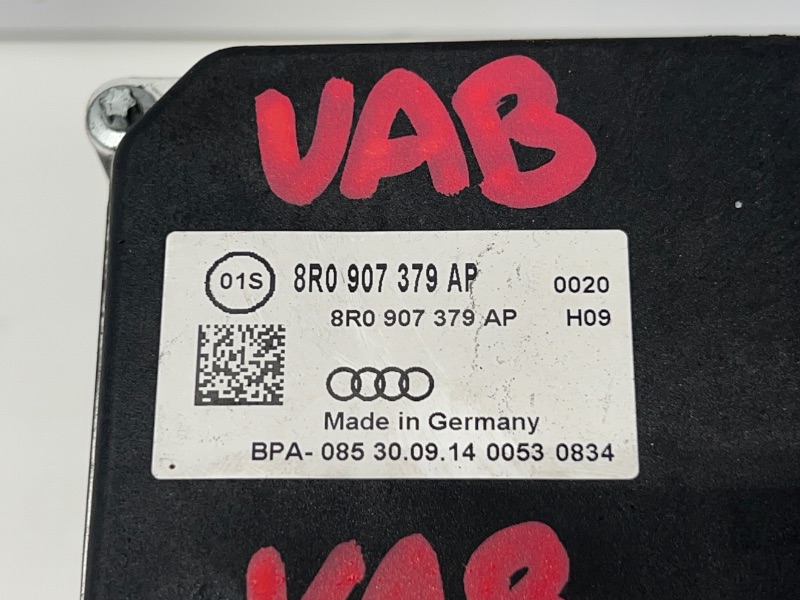 VAB
01S 8R0 907 379 AP 0020
8R0 907 379 AP H09
Made in Germany
BPA- 085 30.09.14 0053 0834
VAB